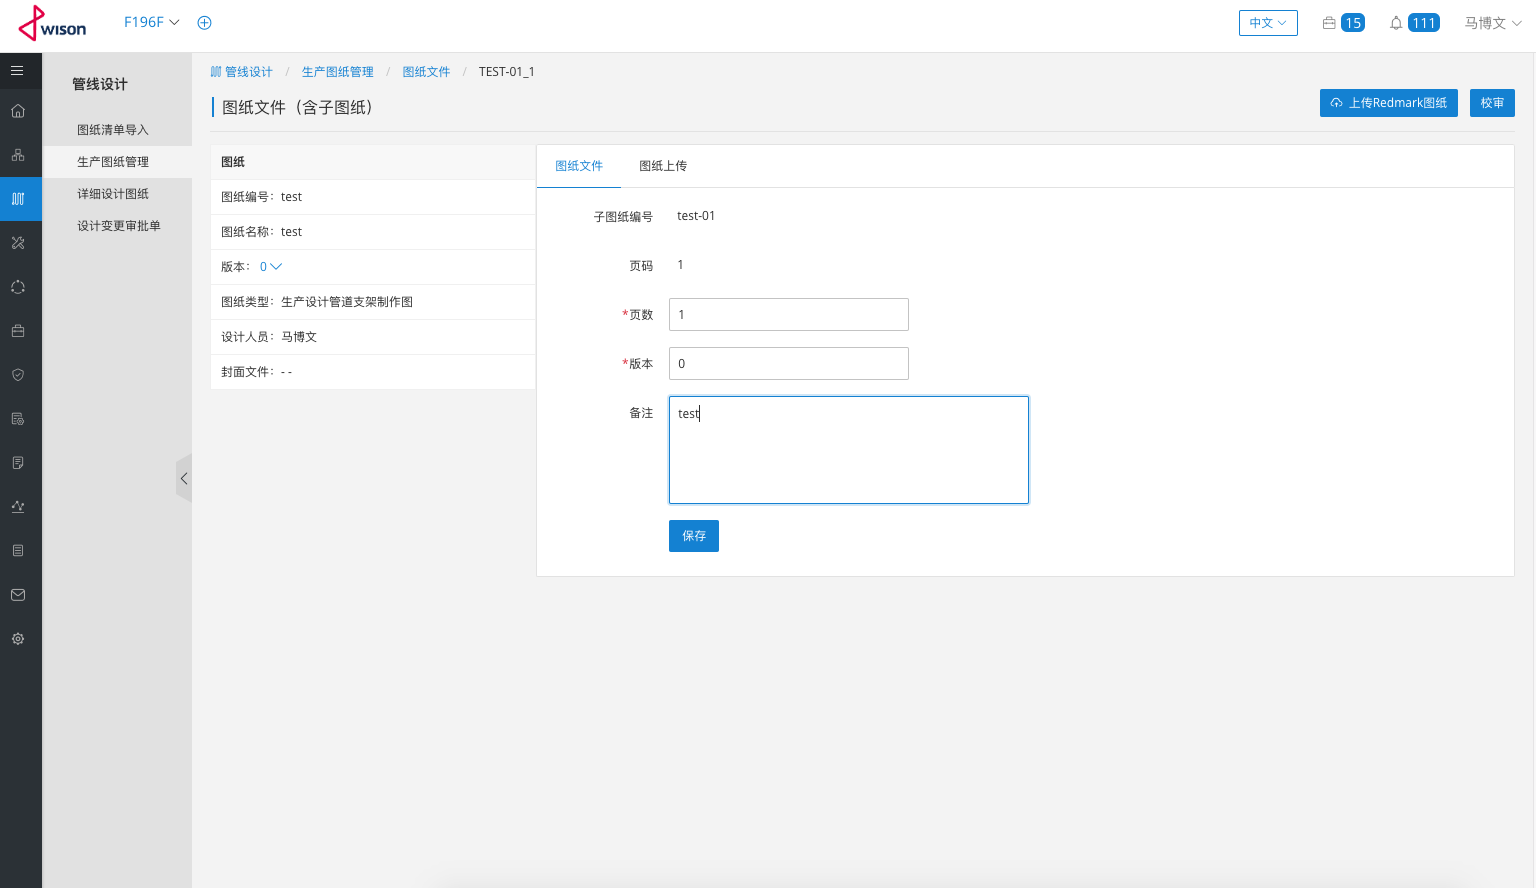 wison
F196F
中文
15
111
马博文
管线设计
图纸清单导入
生产图纸管理
详细设计图纸
设计变更审批单
管线设计 / 生产图纸管理 / 图纸文件 / TEST-01_1
图纸文件（含子图纸）
上传Redmark图纸
校审
图纸
图纸编号：test
图纸名称：test
版本：0
图纸类型：生产设计管道支架制作图
设计人员：马博文
封面文件：- -
图纸文件
图纸上传
子图纸编号 test-01
页码 1
*页数 1
*版本 0
备注 test
保存